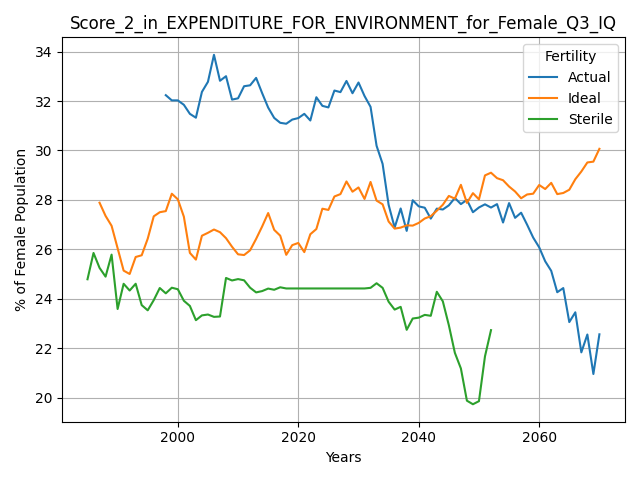 Score_2_in_EXPENDITURE_FOR_ENVIRONMENT_for_Female_Q3_IQ
Fertility
Actual
Ideal
Sterile
% of Female Population
34
32
30
28
26
24
22
20
2000
2020
2040
2060
Years